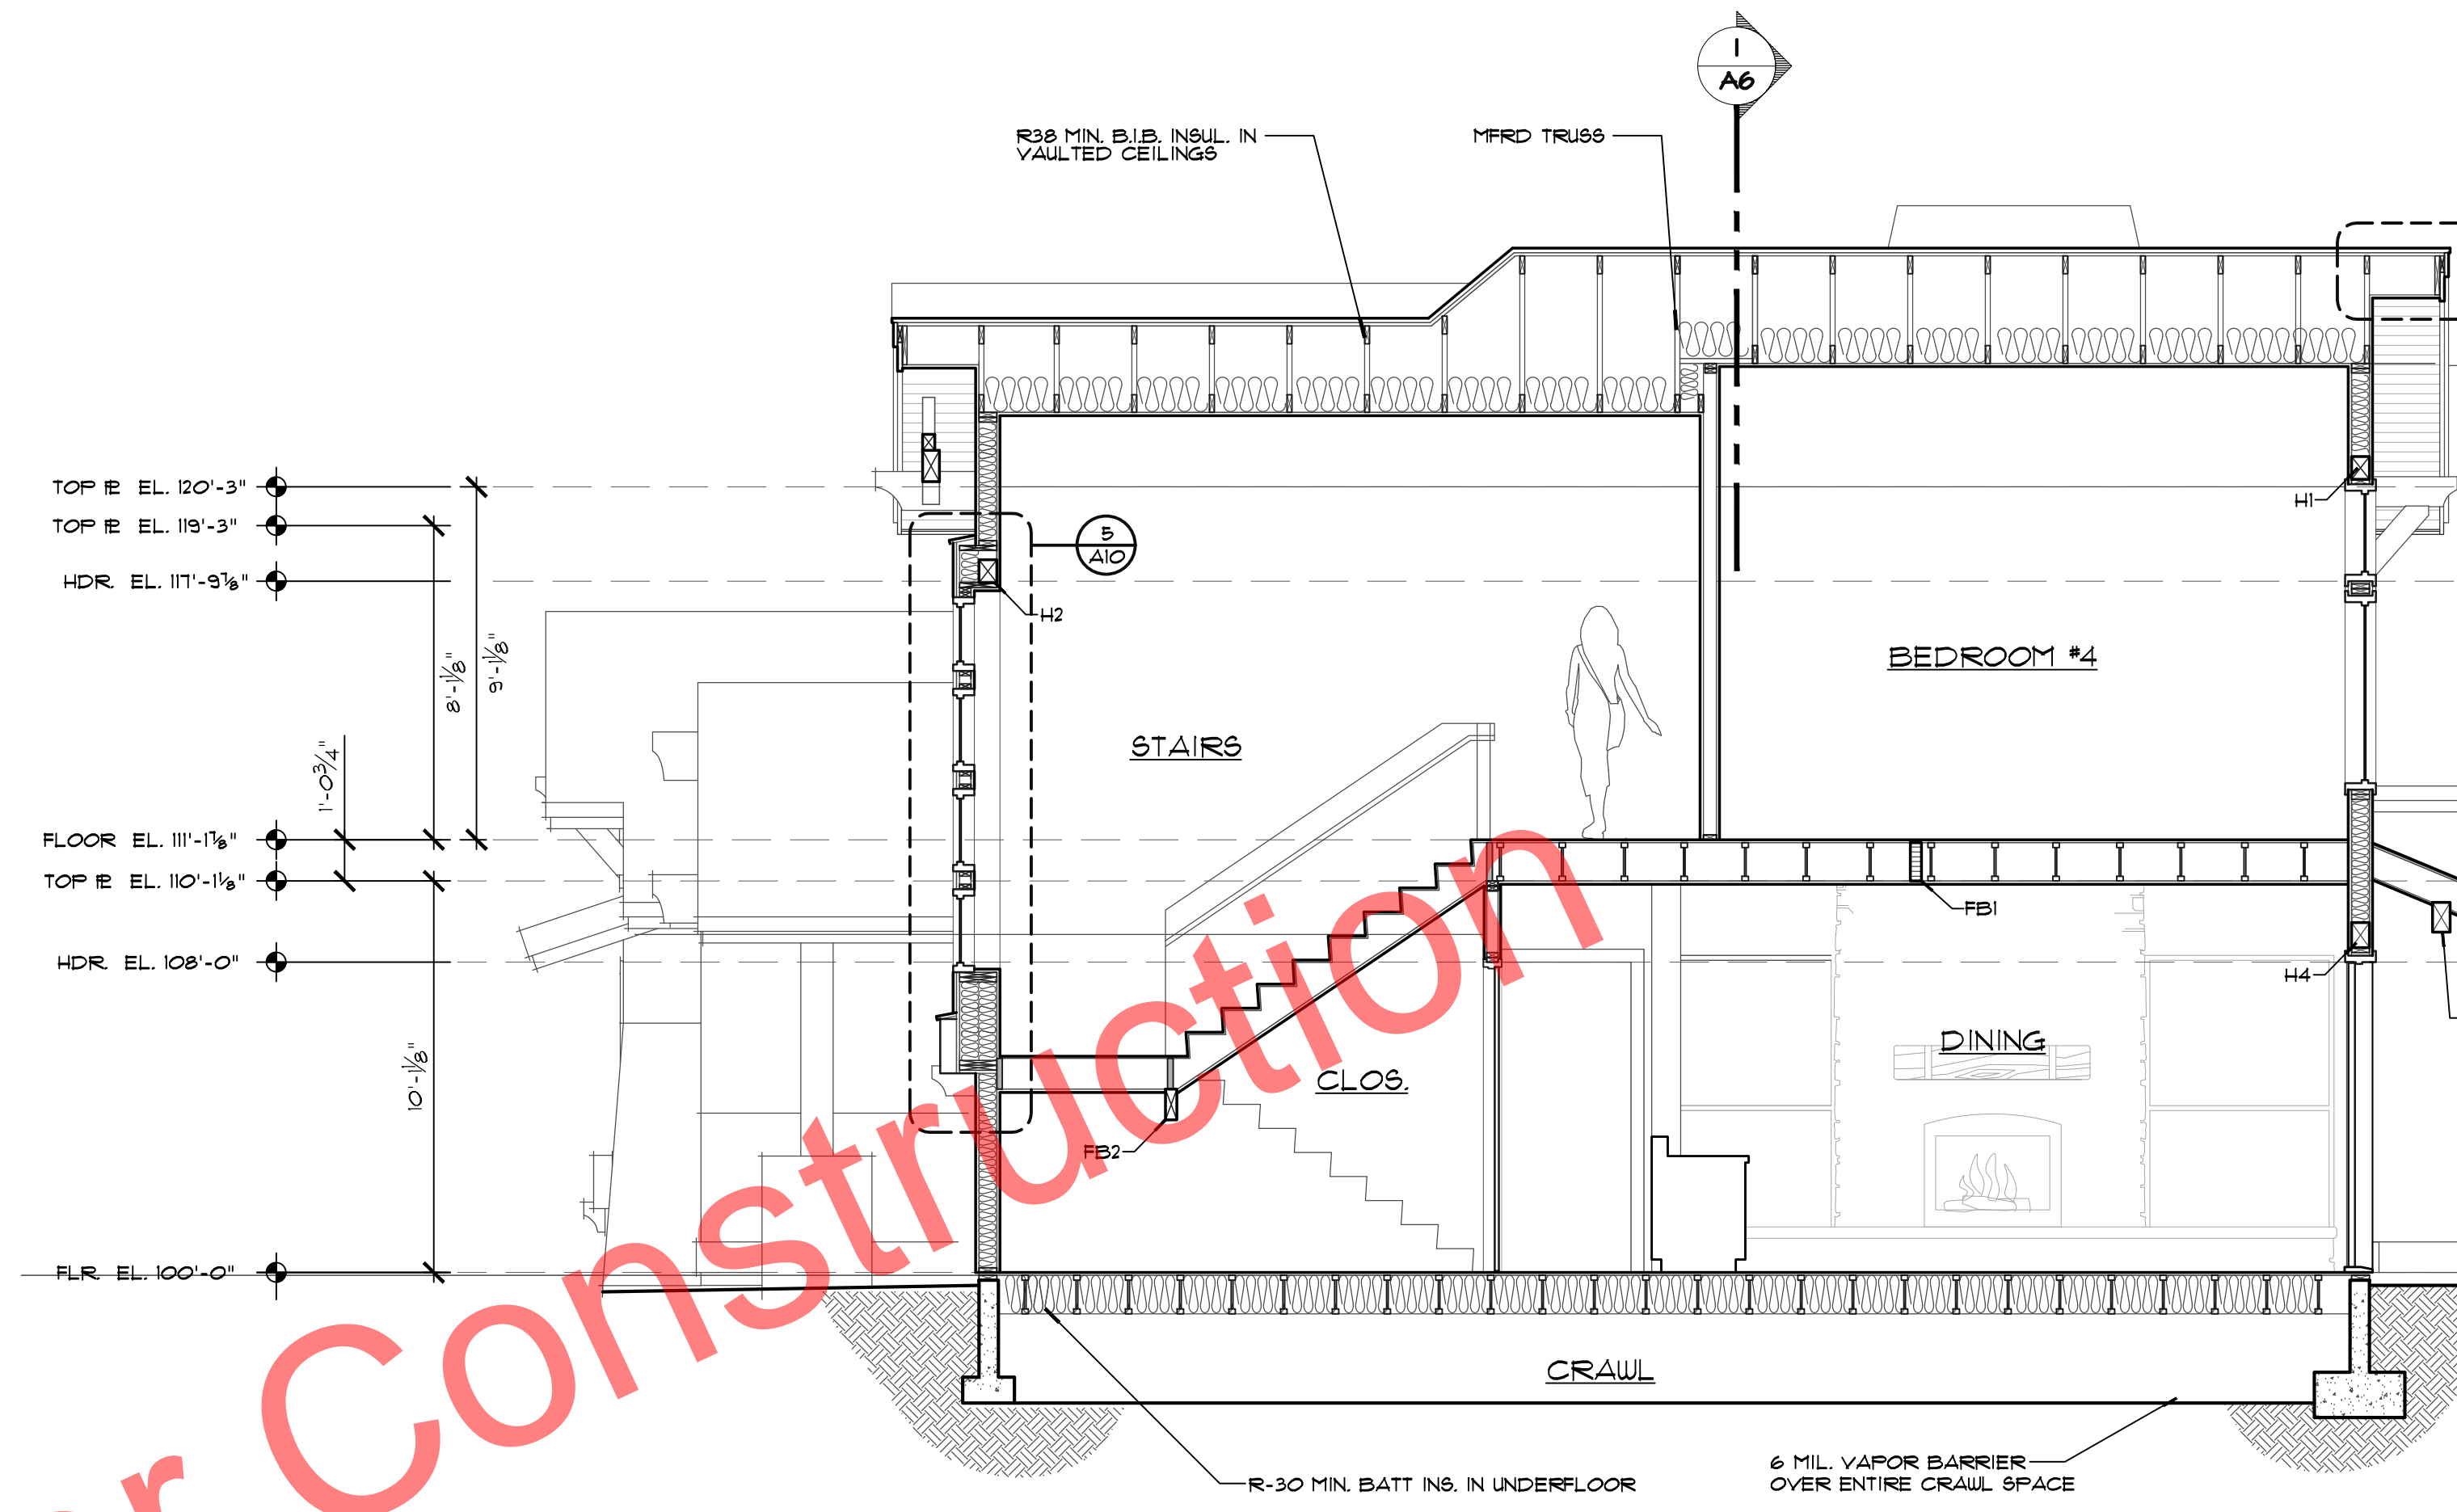 1
A6
R38 MIN. B.I.B. INSUL. IN
VAULTED CEILINGS
MFRD TRUSS
TOP PL EL. 120'-3"
TOP PL EL. 119'-3"
HDR. EL. 117'-9⅞"
5
A10
H1
H2
8'-1⅛"
9'-1⅛"
BEDROOM #4
STAIRS
1'-0¾"
FLOOR EL. 111'-1⅞"
TOP PL EL. 110'-1⅛"
FB1
HDR. EL. 108'-0"
H4
10'-1⅛"
DINING
CLOS.
FB2
FLR. EL. 100'-0"
CRAWL
R-30 MIN. BATT INS. IN UNDERFLOOR
6 MIL. VAPOR BARRIER
OVER ENTIRE CRAWL SPACE
r Construction